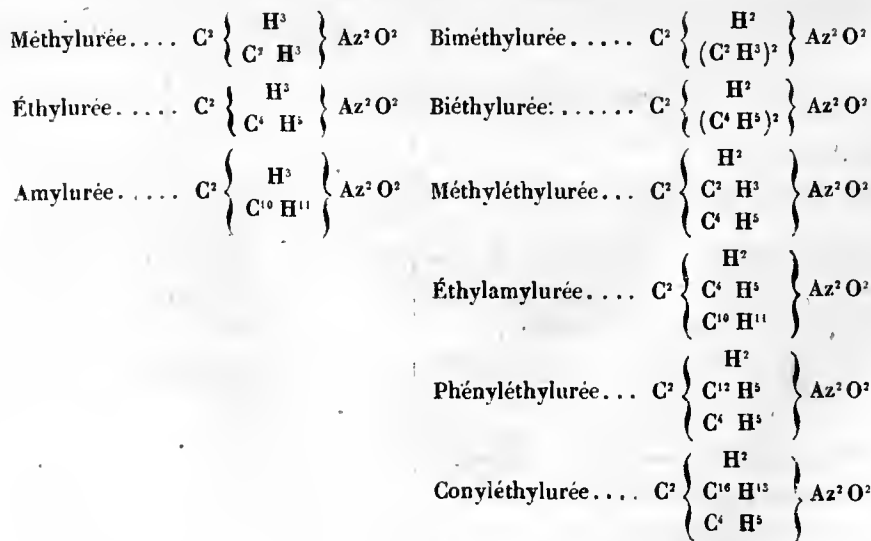 Méthylurée.... C² { H³ / C² H³ } Az² O²
Éthylurée..... C² { H³ / C⁴ H⁵ } Az² O²
Amylurée..... C² { H³ / C¹⁰ H¹¹ } Az² O²
Biméthylurée..... C² { H² / (C² H³)² } Az² O²
Biéthylurée:...... C² { H² / (C⁴ H⁵)² } Az² O²
Méthyléthylurée... C² { H² / C² H³ / C⁴ H⁵ } Az² O²
Éthylamylurée.... C² { H² / C⁴ H⁵ / C¹⁰ H¹¹ } Az² O²
Phényléthylurée... C² { H² / C¹² H⁵ / C⁴ H⁵ } Az² O²
Conyléthylurée.... C² { H² / C¹⁶ H¹³ / C⁴ H⁵ } Az² O²